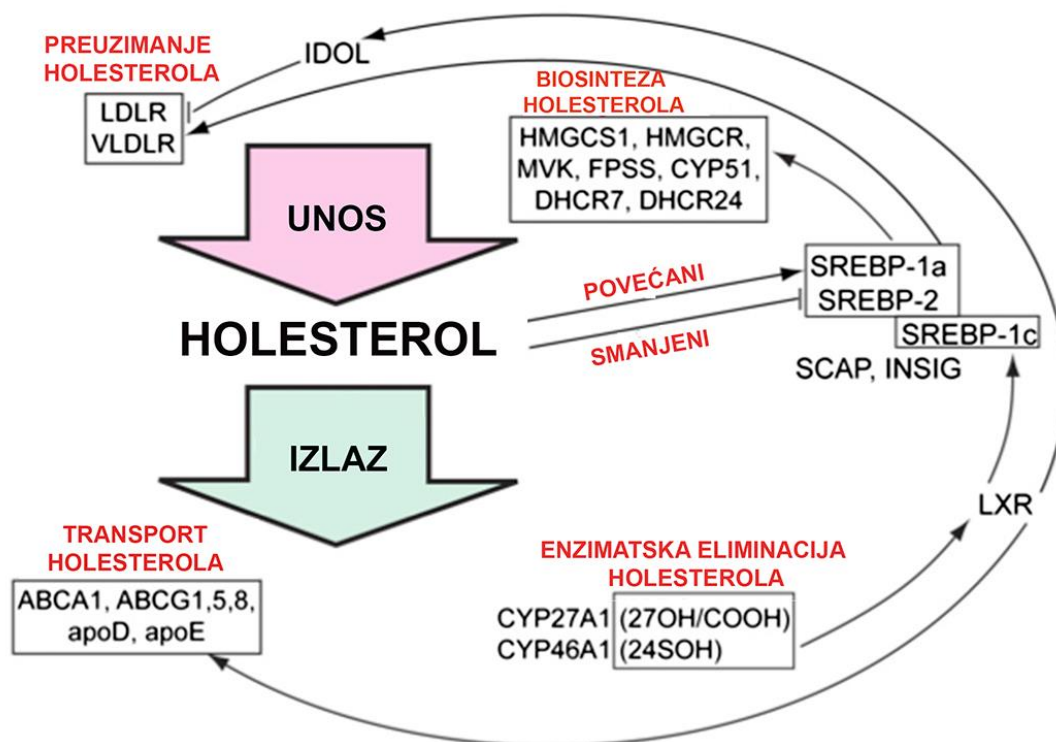 PREUZIMANJE
HOLESTEROLA
LDLR
VLDLR
IDOL
BIOSINTEZA
HOLESTEROLA
HMGCS1, HMGCR,
MVK, FPSS, CYP51,
DHCR7, DHCR24
UNOS
POVEĆANI
SMANJENI
HOLESTEROL
SREBP-1a
SREBP-2
SREBP-1c
SCAP, INSIG
IZLAZ
LXR
TRANSPORT
HOLESTEROLA
ABCA1, ABCG1,5,8,
apoD, apoE
ENZIMATSKA ELIMINACIJA
HOLESTEROLA
CYP27A1 (27OH/COOH)
CYP46A1 (24SOH)